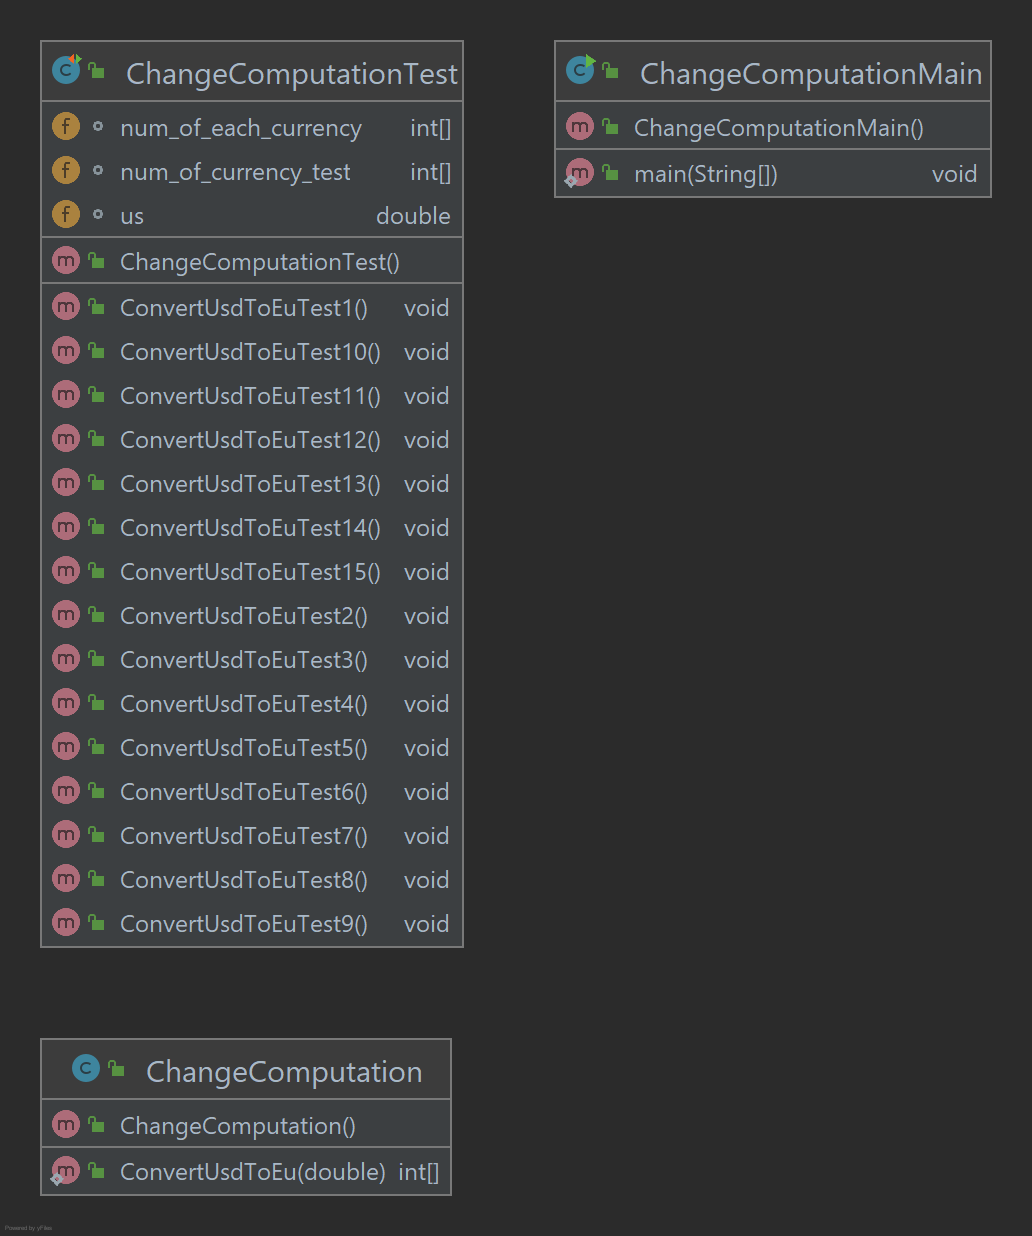 ChangeComputationTest
num_of_each_currency int[]
num_of_currency_test int[]
us double
ChangeComputationTest()
ConvertUsdToEuTest1() void
ConvertUsdToEuTest10() void
ConvertUsdToEuTest11() void
ConvertUsdToEuTest12() void
ConvertUsdToEuTest13() void
ConvertUsdToEuTest14() void
ConvertUsdToEuTest15() void
ConvertUsdToEuTest2() void
ConvertUsdToEuTest3() void
ConvertUsdToEuTest4() void
ConvertUsdToEuTest5() void
ConvertUsdToEuTest6() void
ConvertUsdToEuTest7() void
ConvertUsdToEuTest8() void
ConvertUsdToEuTest9() void
ChangeComputationMain
ChangeComputationMain()
main(String[]) void
ChangeComputation
ChangeComputation()
ConvertUsdToEu(double) int[]
Powered by yFiles